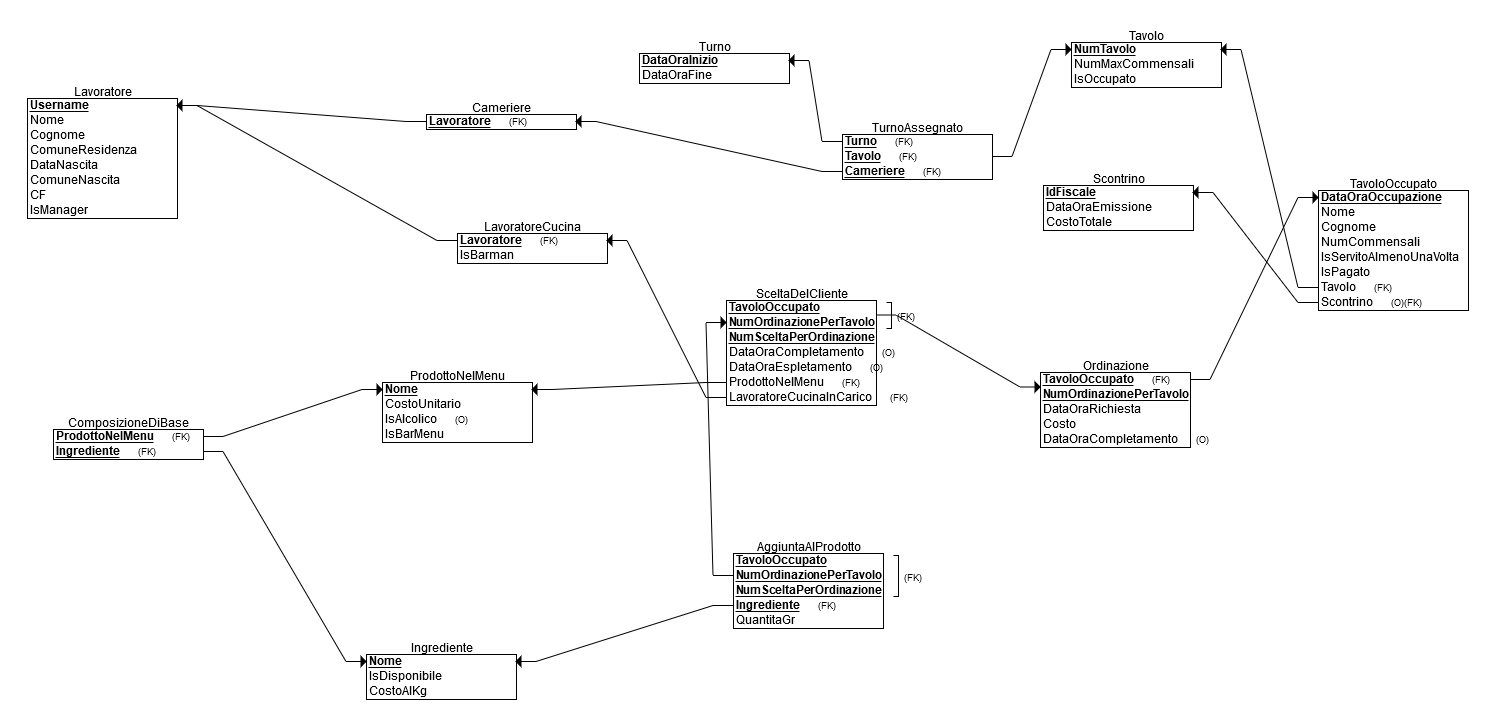 Lavoratore
Username
Nome
Cognome
ComuneResidenza
DataNascita
ComuneNascita
CF
IsManager
Cameriere
Lavoratore (FK)
Turno
DataOraInizio
DataOraFine
TurnoAssegnato
Turno (FK)
Tavolo (FK)
Cameriere (FK)
Tavolo
NumTavolo
NumMaxCommensali
IsOccupato
Scontrino
IdFiscale
DataOraEmissione
CostoTotale
TavoloOccupato
DataOraOccupazione
Nome
Cognome
NumCommensali
IsServitoAlmenoUnaVolta
IsPagato
Tavolo (FK)
Scontrino (O)(FK)
LavoratoreCucina
Lavoratore (FK)
IsBarman
SceltaDelCliente
TavoloOccupato
NumOrdinazionePerTavolo (FK)
NumSceltaPerOrdinazione
DataOraCompletamento (O)
DataOraEspletamento (O)
ProdottoNelMenu (FK)
LavoratoreCucinaInCarico (FK)
Ordinazione
TavoloOccupato (FK)
NumOrdinazionePerTavolo
DataOraRichiesta
Costo
DataOraCompletamento (O)
ProdottoNelMenu
Nome
CostoUnitario
IsAlcolico (O)
IsBarMenu
ComposizioneDiBase
ProdottoNelMenu (FK)
Ingrediente (FK)
AggiuntaAlProdotto
TavoloOccupato
NumOrdinazionePerTavolo (FK)
NumSceltaPerOrdinazione
Ingrediente (FK)
QuantitaGr
Ingrediente
Nome
IsDisponibile
CostoAlKg